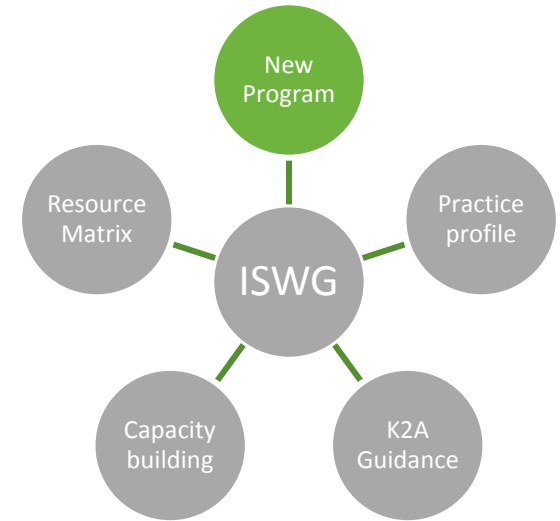 New
Program
Resource
Matrix
Practice
profile
ISWG
Capacity
building
K2A
Guidance